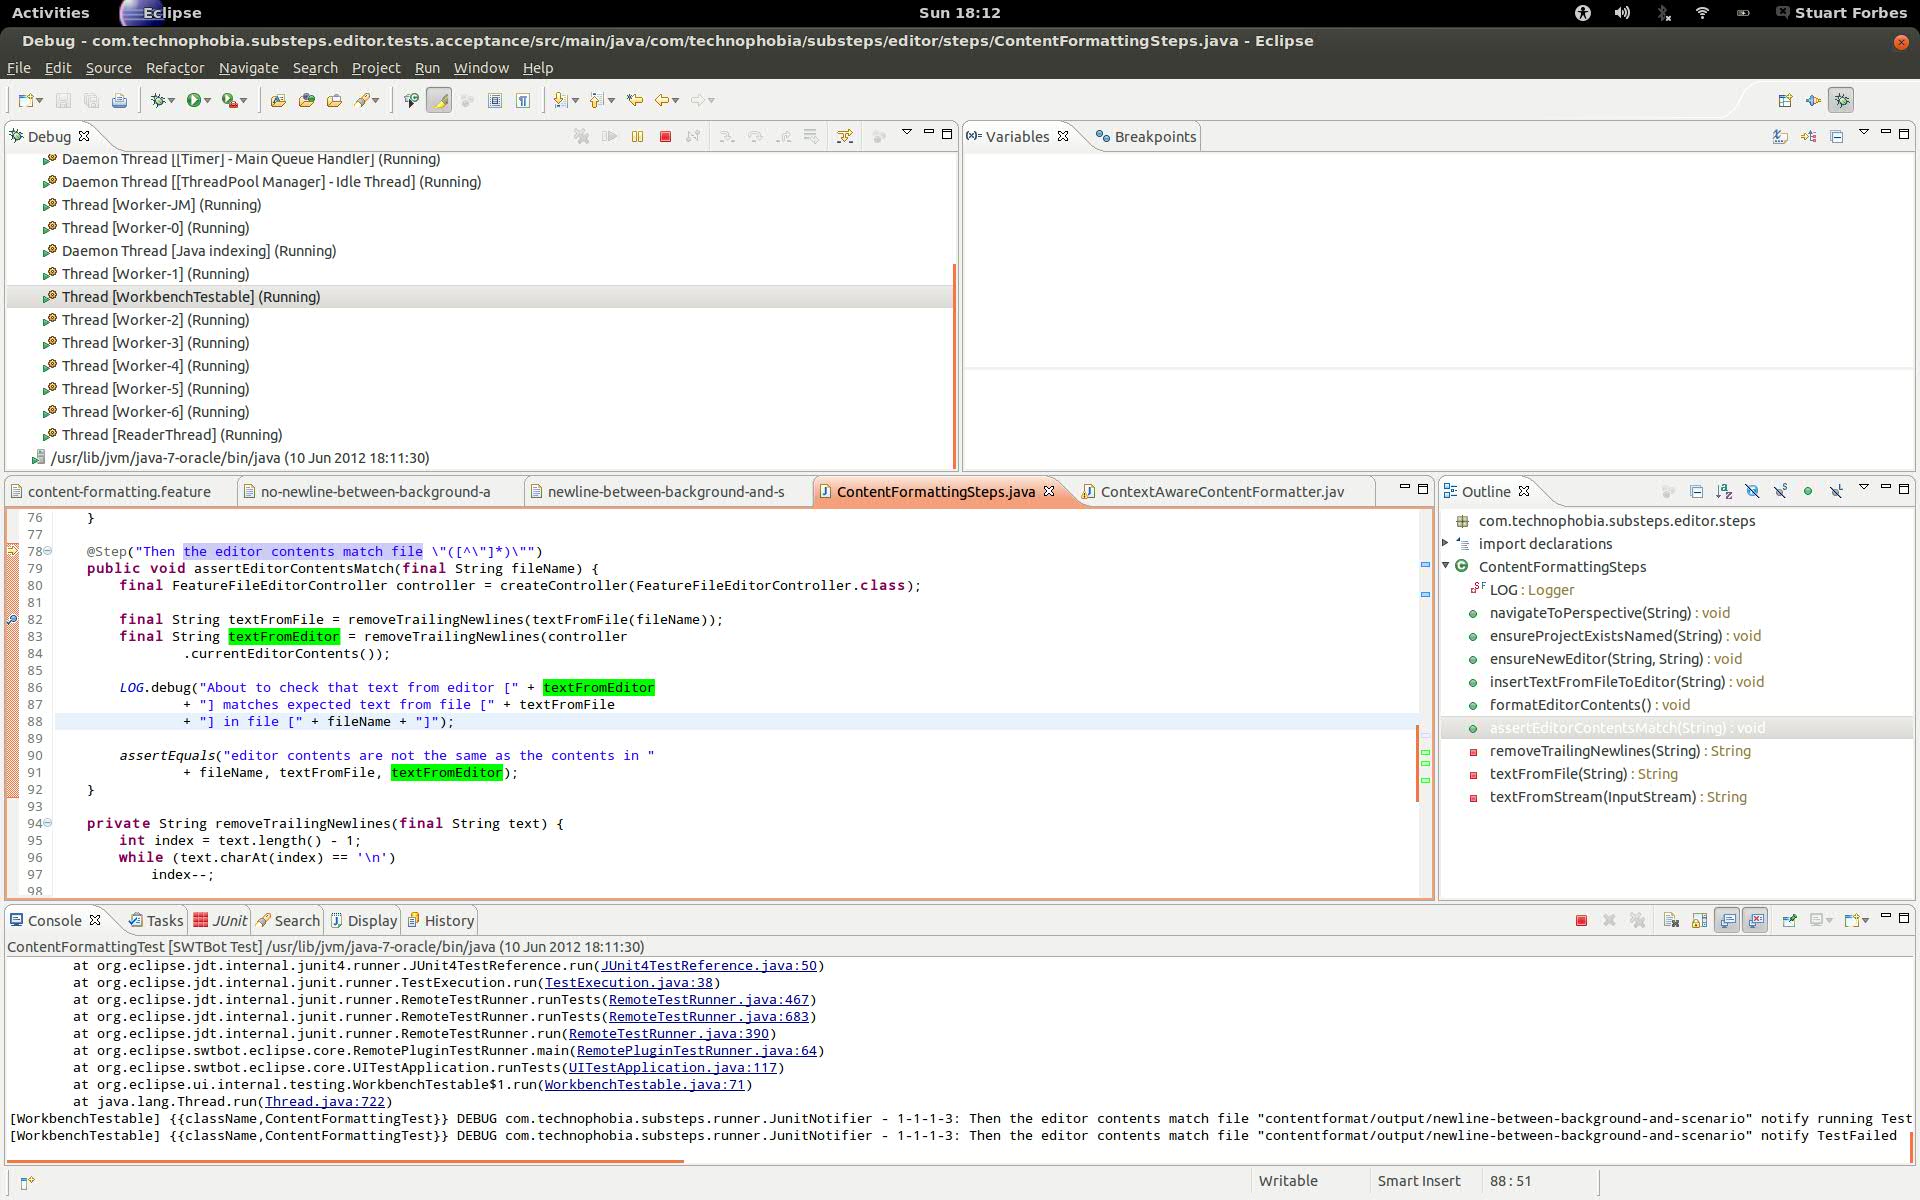 Activities Eclipse Sun 18:12 Stuart Forbes
Debug - com.technophobia.substeps.editor.tests.acceptance/src/main/java/com/technophobia/substeps/editor/steps/ContentFormattingSteps.java - Eclipse
File Edit Source Refactor Navigate Search Project Run Window Help
Debug
Daemon Thread [[Timer] - Main Queue Handler] (Running)
Daemon Thread [[ThreadPool Manager] - Idle Thread] (Running)
Thread [Worker-JM] (Running)
Thread [Worker-0] (Running)
Daemon Thread [Java indexing] (Running)
Thread [Worker-1] (Running)
Thread [WorkbenchTestable] (Running)
Thread [Worker-2] (Running)
Thread [Worker-3] (Running)
Thread [Worker-4] (Running)
Thread [Worker-5] (Running)
Thread [Worker-6] (Running)
Thread [ReaderThread] (Running)
/usr/lib/jvm/java-7-oracle/bin/java (10 Jun 2012 18:11:30)
(x)= Variables Breakpoints
content-formatting.feature no-newline-between-background-a newline-between-background-and-s ContentFormattingSteps.java ContextAwareContentFormatter.jav
76 }
77
78 @Step("Then the editor contents match file \"([^\"]*)\"")
79 public void assertEditorContentsMatch(final String fileName) {
80 final FeatureFileEditorController controller = createController(FeatureFileEditorController.class);
81
82 final String textFromFile = removeTrailingNewlines(textFromFile(fileName));
83 final String textFromEditor = removeTrailingNewlines(controller
84 .currentEditorContents());
85
86 LOG.debug("About to check that text from editor [" + textFromEditor
87 + "] matches expected text from file [" + textFromFile
88 + "] in file [" + fileName + "]");
89
90 assertEquals("editor contents are not the same as the contents in "
91 + fileName, textFromFile, textFromEditor);
92 }
93
94 private String removeTrailingNewlines(final String text) {
95 int index = text.length() - 1;
96 while (text.charAt(index) == '\n')
97 index--;
98
Outline
com.technophobia.substeps.editor.steps
import declarations
ContentFormattingSteps
LOG : Logger
navigateToPerspective(String) : void
ensureProjectExistsNamed(String) : void
ensureNewEditor(String, String) : void
insertTextFromFileToEditor(String) : void
formatEditorContents() : void
assertEditorContentsMatch(String) : void
removeTrailingNewlines(String) : String
textFromFile(String) : String
textFromStream(InputStream) : String
Console Tasks JUnit Search Display History
ContentFormattingTest [SWTBot Test] /usr/lib/jvm/java-7-oracle/bin/java (10 Jun 2012 18:11:30)
at org.eclipse.jdt.internal.junit4.runner.JUnit4TestReference.run(JUnit4TestReference.java:50)
at org.eclipse.jdt.internal.junit.runner.TestExecution.run(TestExecution.java:38)
at org.eclipse.jdt.internal.junit.runner.RemoteTestRunner.runTests(RemoteTestRunner.java:467)
at org.eclipse.jdt.internal.junit.runner.RemoteTestRunner.runTests(RemoteTestRunner.java:683)
at org.eclipse.jdt.internal.junit.runner.RemoteTestRunner.run(RemoteTestRunner.java:390)
at org.eclipse.swtbot.eclipse.core.RemotePluginTestRunner.main(RemotePluginTestRunner.java:64)
at org.eclipse.swtbot.eclipse.core.UITestApplication.runTests(UITestApplication.java:117)
at org.eclipse.ui.internal.testing.WorkbenchTestable$1.run(WorkbenchTestable.java:71)
at java.lang.Thread.run(Thread.java:722)
[WorkbenchTestable] {{className,ContentFormattingTest}} DEBUG com.technophobia.substeps.runner.JunitNotifier - 1-1-1-3: Then the editor contents match file "contentformat/output/newline-between-background-and-scenario" notify running Test
[WorkbenchTestable] {{className,ContentFormattingTest}} DEBUG com.technophobia.substeps.runner.JunitNotifier - 1-1-1-3: Then the editor contents match file "contentformat/output/newline-between-background-and-scenario" notify TestFailed
Writable Smart Insert 88 : 51